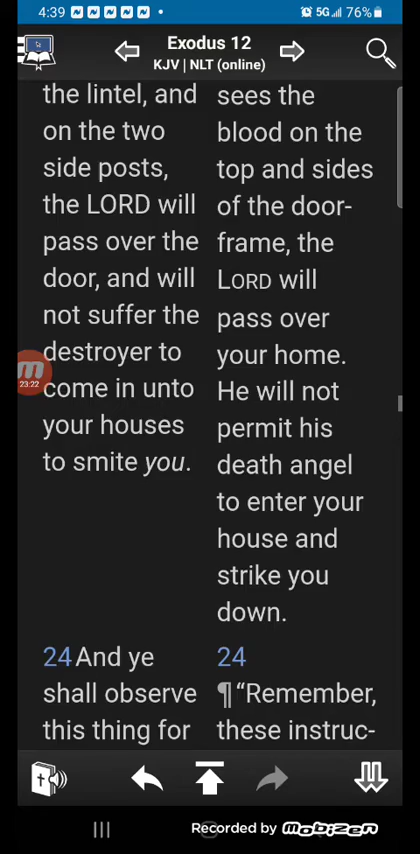 4:39 5G 76%
Exodus 12
KJV | NLT (online)
the lintel, and
on the two
side posts,
the LORD will
pass over the
door, and will
not suffer the
destroyer to
come in unto
your houses
to smite you.
24 And ye
shall observe
this thing for
sees the
blood on the
top and sides
of the door-
frame, the
LORD will
pass over
your home.
He will not
permit his
death angel
to enter your
house and
strike you
down.
24
¶ “Remember,
these instruc-
23:22
Recorded by mobizen